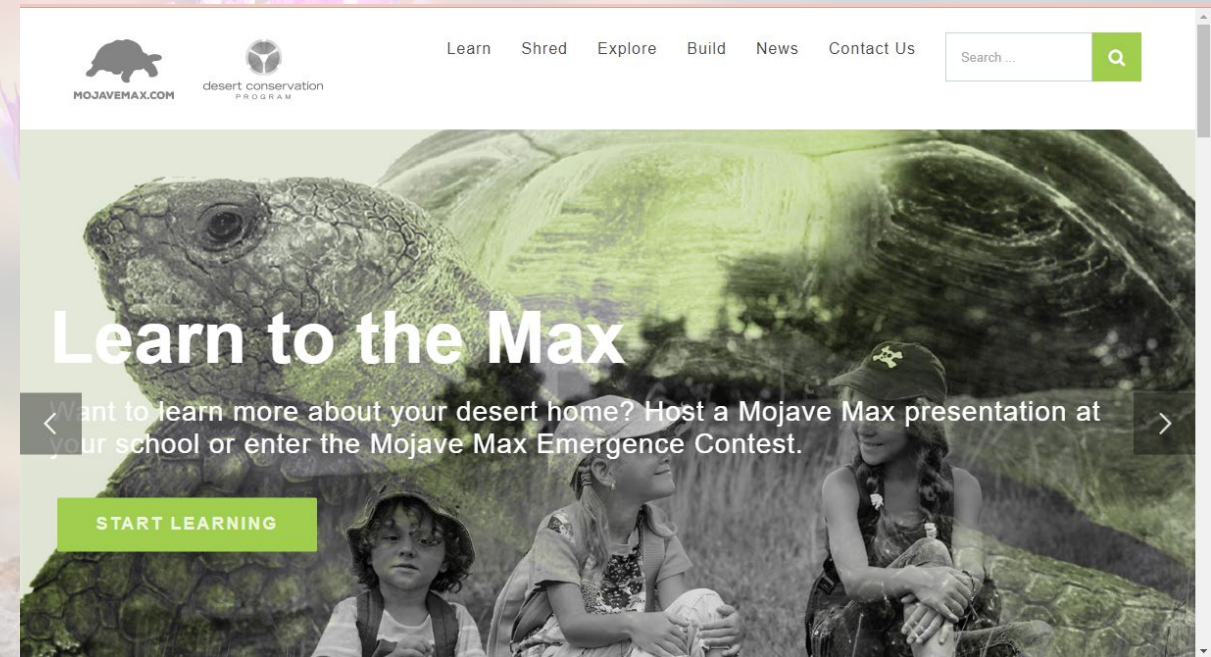 MOJAVEMAX.COM
desert conservation
PROGRAM
Learn Shred Explore Build News Contact Us
Search ...
Learn to the Max
Want to learn more about your desert home? Host a Mojave Max presentation at
your school or enter the Mojave Max Emergence Contest.
START LEARNING